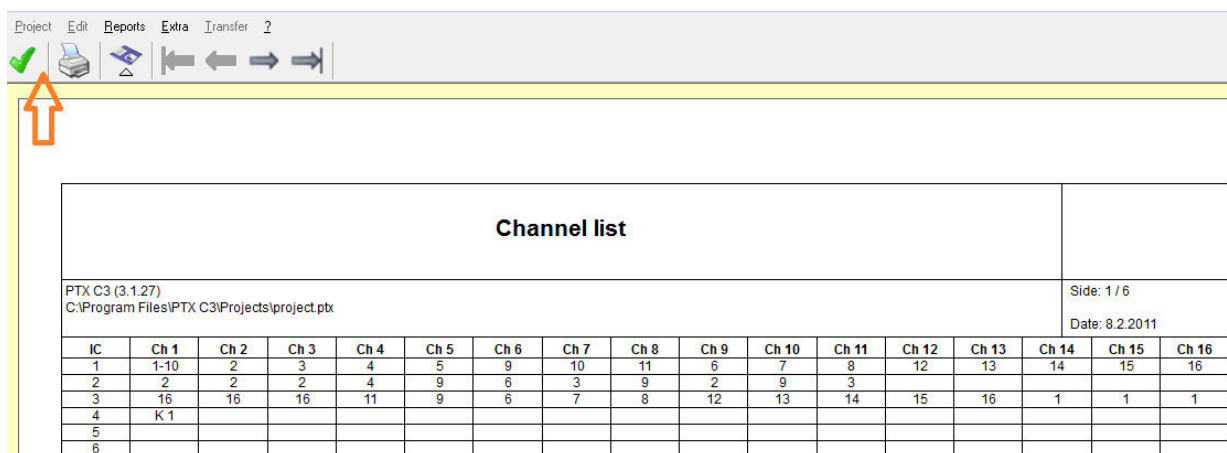 Project Edit Reports Extra Transfer ?
Channel list
PTX C3 (3.1.27)
C:\Program Files\PTX C3\Projects\project.ptx
Side: 1 / 6
Date: 8.2.2011
IC Ch 1 Ch 2 Ch 3 Ch 4 Ch 5 Ch 6 Ch 7 Ch 8 Ch 9 Ch 10 Ch 11 Ch 12 Ch 13 Ch 14 Ch 15 Ch 16
1 1-10 2 3 4 5 9 10 11 6 7 8 12 13 14 15 16
2 2 2 2 4 9 6 3 9 2 9 3
3 16 16 16 11 9 6 7 8 12 13 14 15 16 1 1 1
4 K 1
5
6